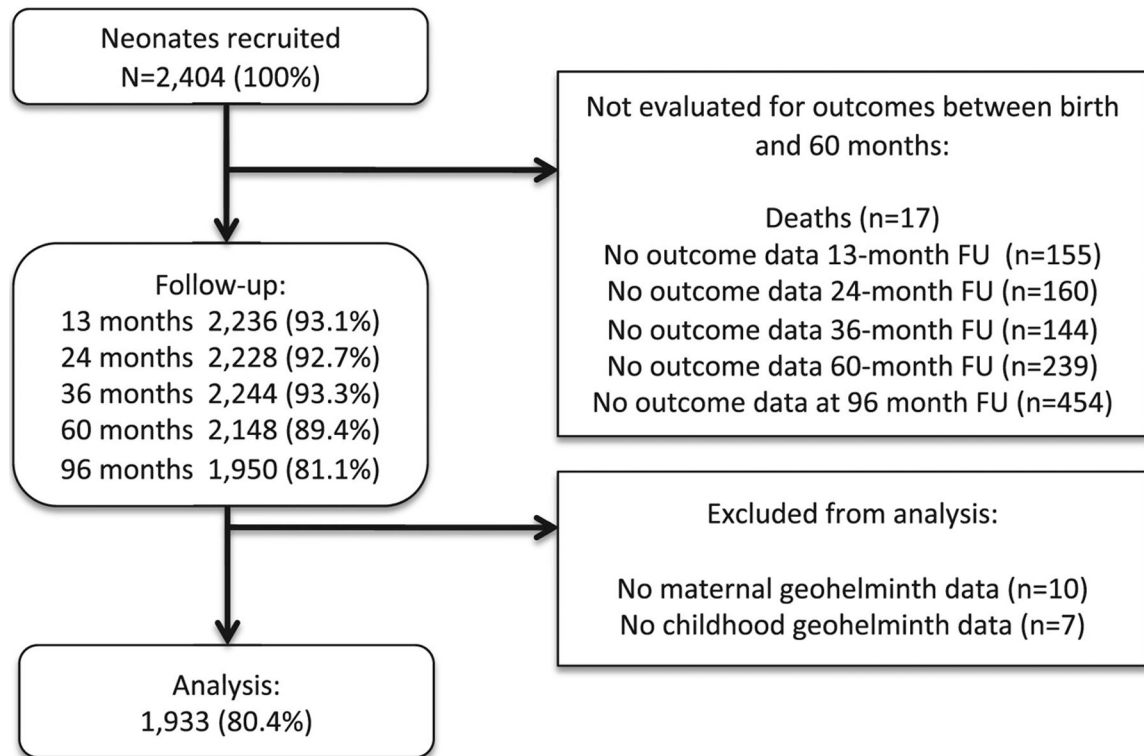 Neonates recruited
N=2,404 (100%)
Not evaluated for outcomes between birth
and 60 months:
Deaths (n=17)
No outcome data 13-month FU (n=155)
No outcome data 24-month FU (n=160)
No outcome data 36-month FU (n=144)
No outcome data 60-month FU (n=239)
No outcome data at 96 month FU (n=454)
Follow-up:
13 months 2,236 (93.1%)
24 months 2,228 (92.7%)
36 months 2,244 (93.3%)
60 months 2,148 (89.4%)
96 months 1,950 (81.1%)
Excluded from analysis:
No maternal geohelminth data (n=10)
No childhood geohelminth data (n=7)
Analysis:
1,933 (80.4%)